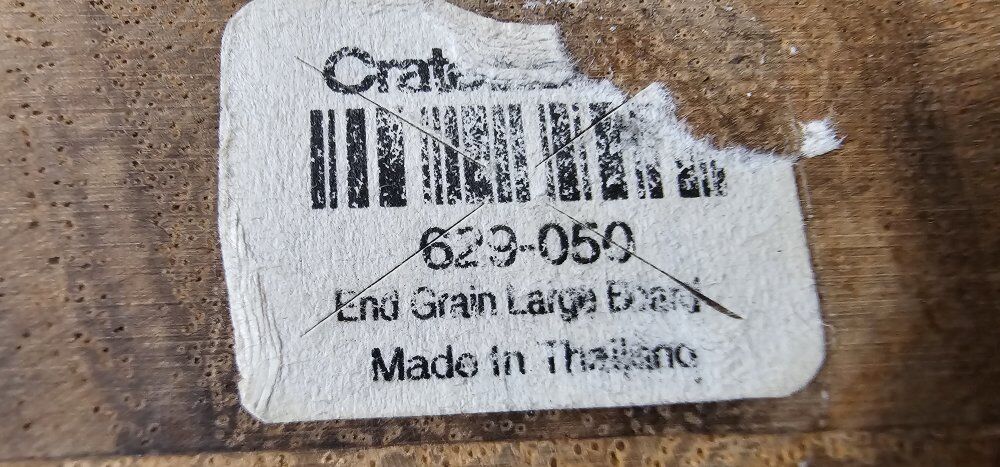 Crate
629-050
End Grain Large Board
Made In Thailand